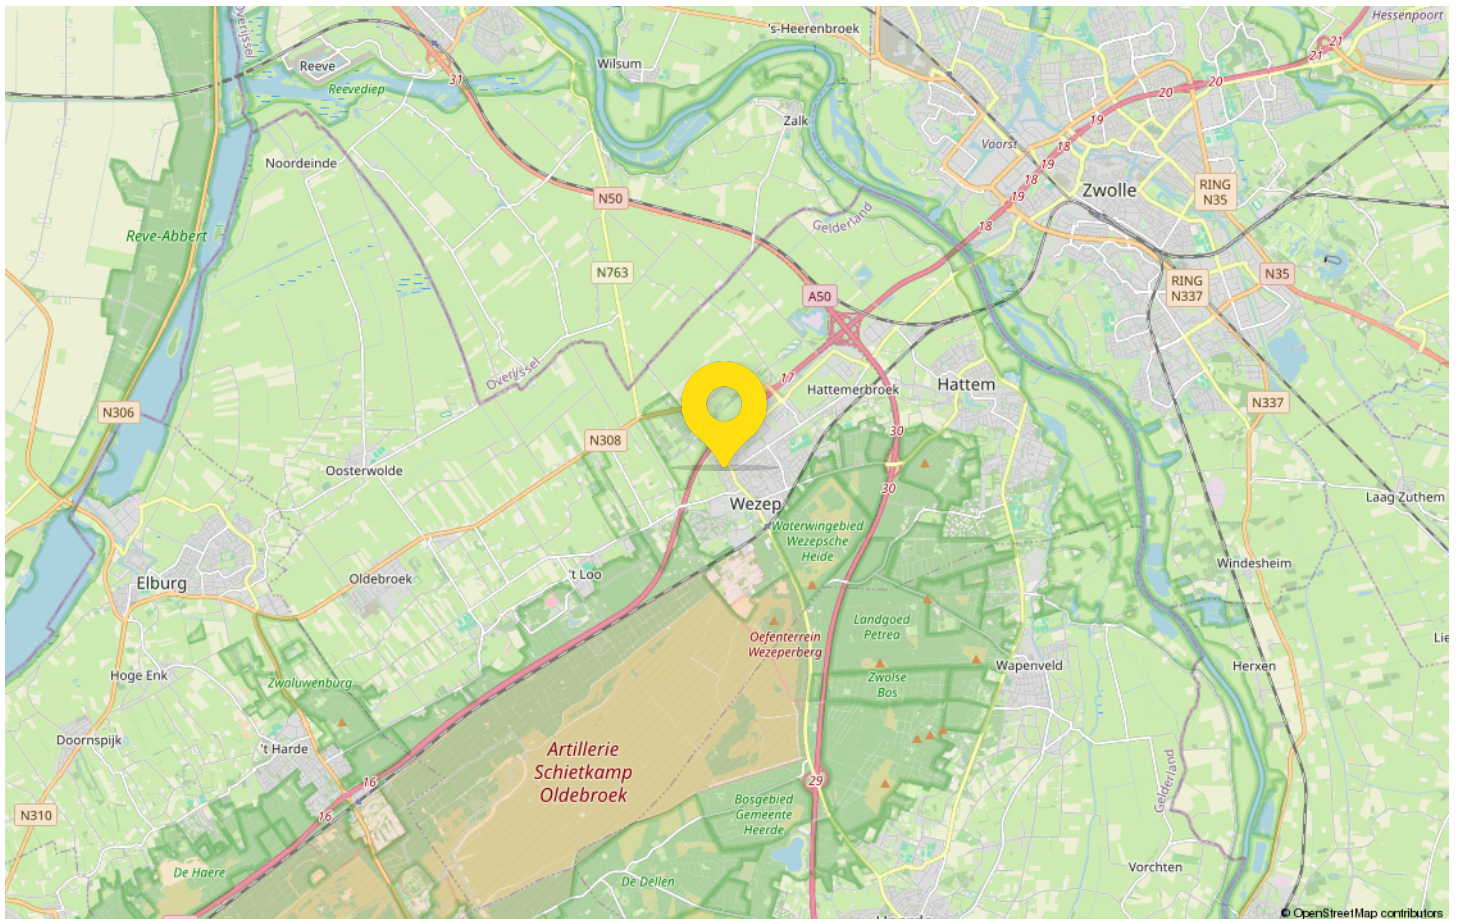 Hessenpoort
's-Heerenbroek
Overijssel
21
21
Reeve
Wilsum
31
20
20
Reevediep
Zalk
19
Voorst
18
Noordeinde
19
18
Zwolle
RING
N35
N50
19
Gelderland
18
Reve-Abbert
N763
N35
RING
N337
A50
Overijssel
17
Hattemerbroek
Hattem
N306
N337
30
N308
Oosterwolde
30
Laag Zuthem
Wezep
Waterwingebied
Wezepsche
Heide
Windesheim
Elburg
Oldebroek
't Loo
Landgoed
Petrea
Oefenterrein
Wezeperberg
Lie
Wapenveld
Herxen
Hoge Enk
Zwaluwenburg
Zwolse
Bos
Doornspijk
't Harde
Artillerie
Schietkamp
Oldebroek
16
29
Gelderland
N310
16
Bosgebied
Gemeente
Heerde
De Haere
De Dellen
Vorchten
© OpenStreetMap contributors